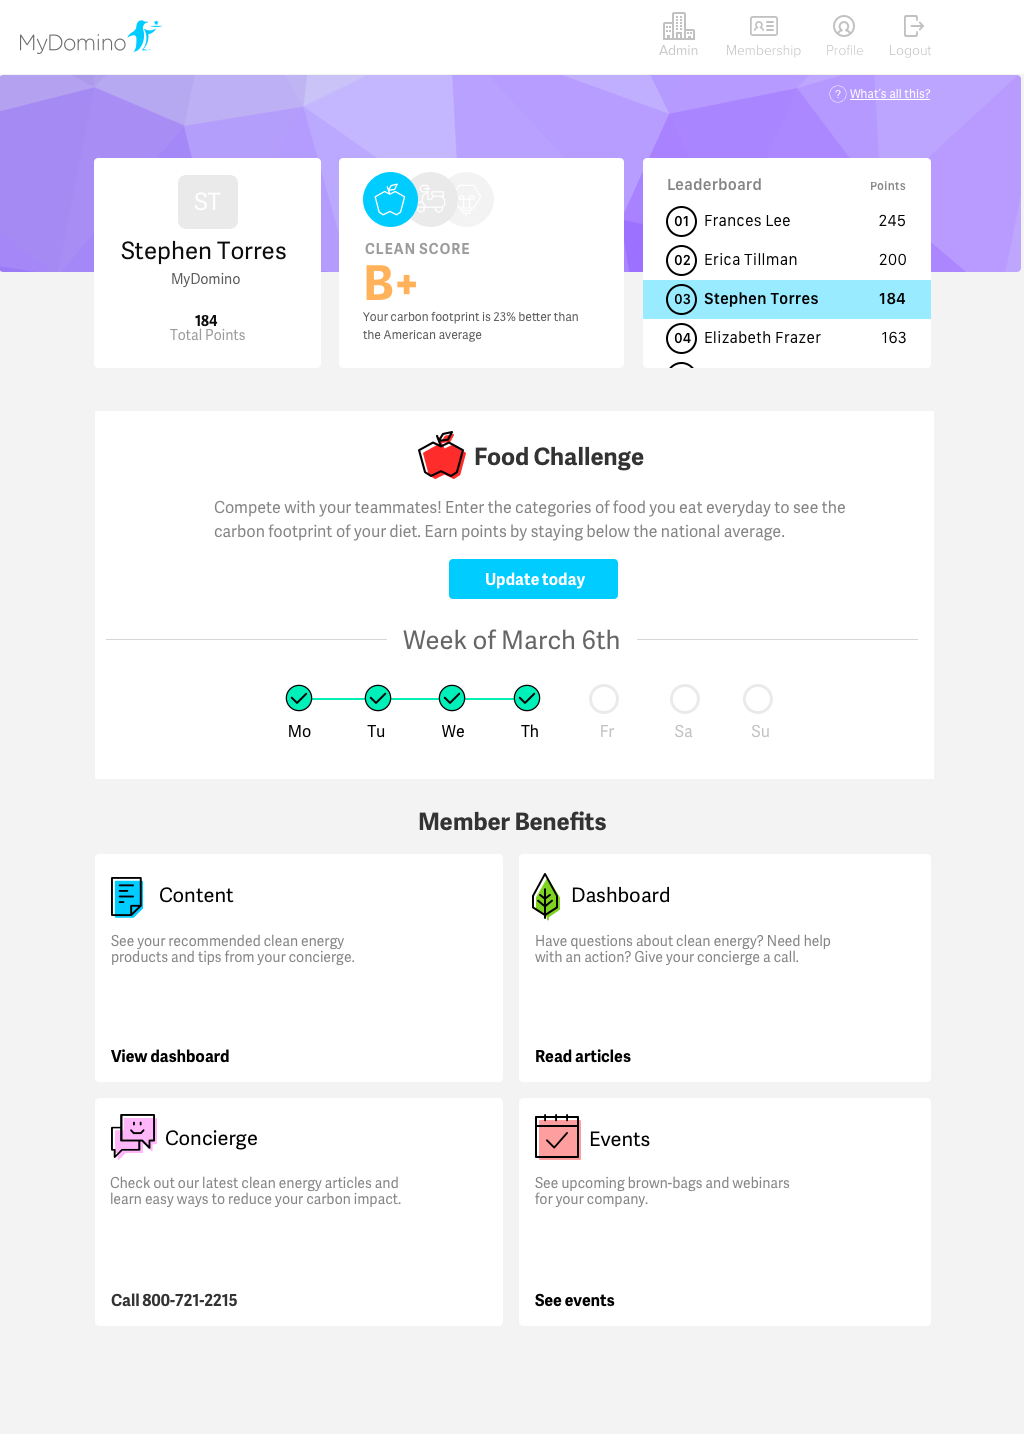 MyDomino
Admin
Membership
Profile
Logout
? What's all this?
ST
Stephen Torres
MyDomino
184
Total Points
CLEAN SCORE
B+
Your carbon footprint is 23% better than
the American average
Leaderboard Points
01 Frances Lee 245
02 Erica Tillman 200
03 Stephen Torres 184
04 Elizabeth Frazer 163
Food Challenge
Compete with your teammates! Enter the categories of food you eat everyday to see the
carbon footprint of your diet. Earn points by staying below the national average.
Update today
Week of March 6th
Mo Tu We Th Fr Sa Su
Member Benefits
Content
See your recommended clean energy
products and tips from your concierge.
View dashboard
Dashboard
Have questions about clean energy? Need help
with an action? Give your concierge a call.
Read articles
Concierge
Check out our latest clean energy articles and
learn easy ways to reduce your carbon impact.
Call 800-721-2215
Events
See upcoming brown-bags and webinars
for your company.
See events